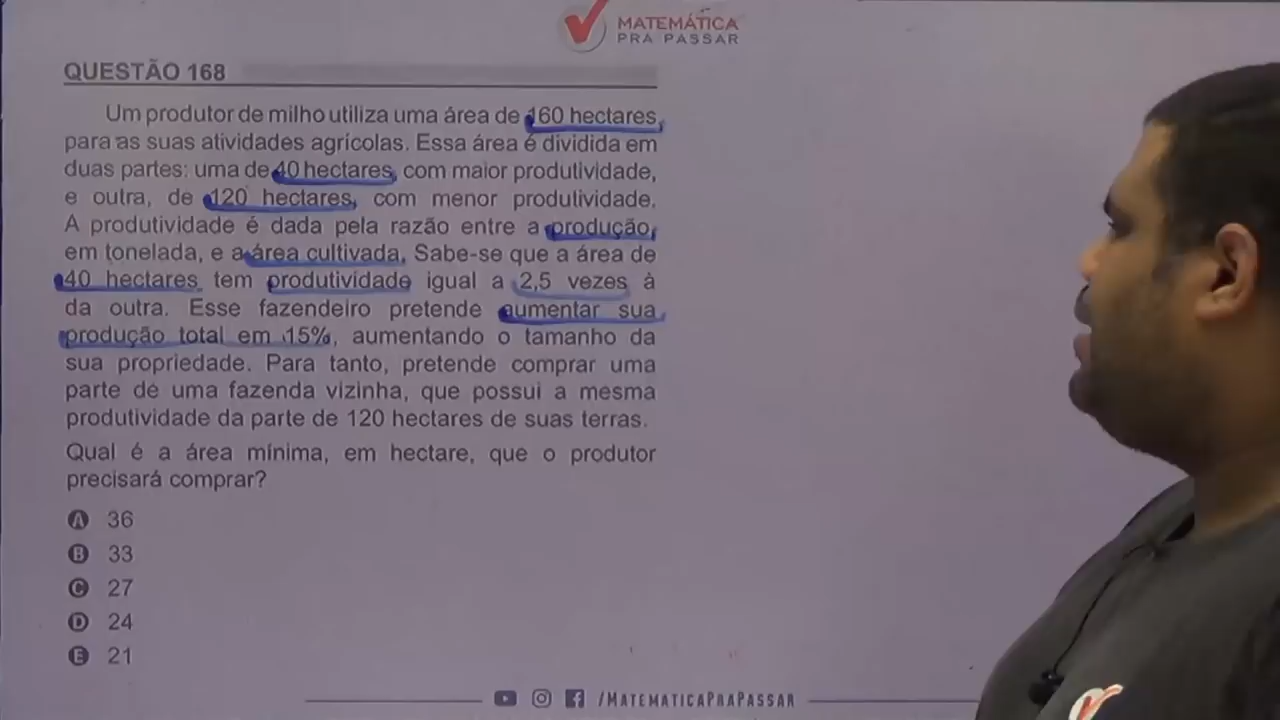 MATEMÁTICA
PRA PASSAR
QUESTÃO 168
Um produtor de milho utiliza uma área de 160 hectares
para as suas atividades agrícolas. Essa área é dividida em
duas partes: uma de 40 hectares, com maior produtividade,
e outra, de 120 hectares, com menor produtividade.
A produtividade é dada pela razão entre a produção,
em tonelada, e a área cultivada. Sabe-se que a área de
40 hectares tem produtividade igual a 2,5 vezes à
da outra. Esse fazendeiro pretende aumentar sua
produção total em 15%, aumentando o tamanho da
sua propriedade. Para tanto, pretende comprar uma
parte de uma fazenda vizinha, que possui a mesma
produtividade da parte de 120 hectares de suas terras.
Qual é a área mínima, em hectare, que o produtor
precisará comprar?
A 36
B 33
C 27
D 24
E 21
/MATEMATICAPRAPASSAR